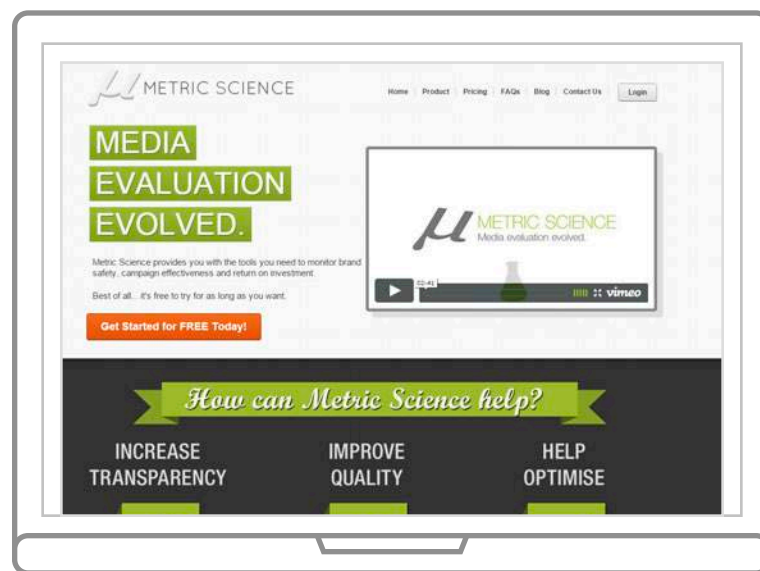 μ METRIC SCIENCE
Home Product Pricing FAQs Blog Contact Us Login
MEDIA
EVALUATION
EVOLVED.
Metric Science provides you with the tools you need to monitor brand
safety, campaign effectiveness and return on investment.
Best of all... it's free to try for as long as you want.
Get Started for FREE Today!
μ METRIC SCIENCE
Media evaluation evolved.
02:41
vimeo
How can Metric Science help?
INCREASE
TRANSPARENCY
IMPROVE
QUALITY
HELP
OPTIMISE